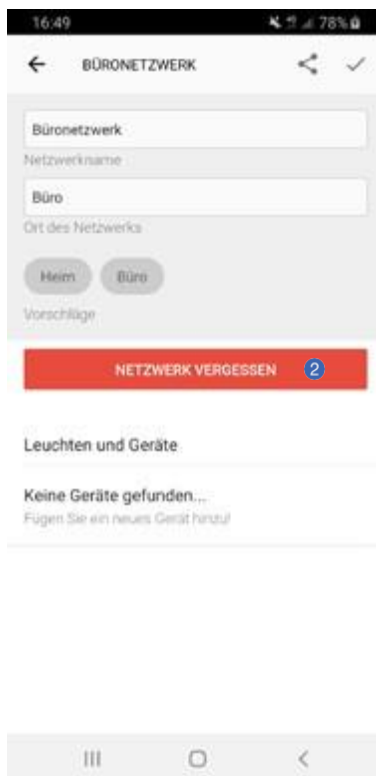 16:49 78%
BÜRONETZWERK
Büronetzwerk
Netzwerkname
Büro
Ort des Netzwerks
Heim Büro
Vorschläge
NETZWERK VERGESSEN 2
Leuchten und Geräte
Keine Geräte gefunden...
Fügen Sie ein neues Gerät hinzu!